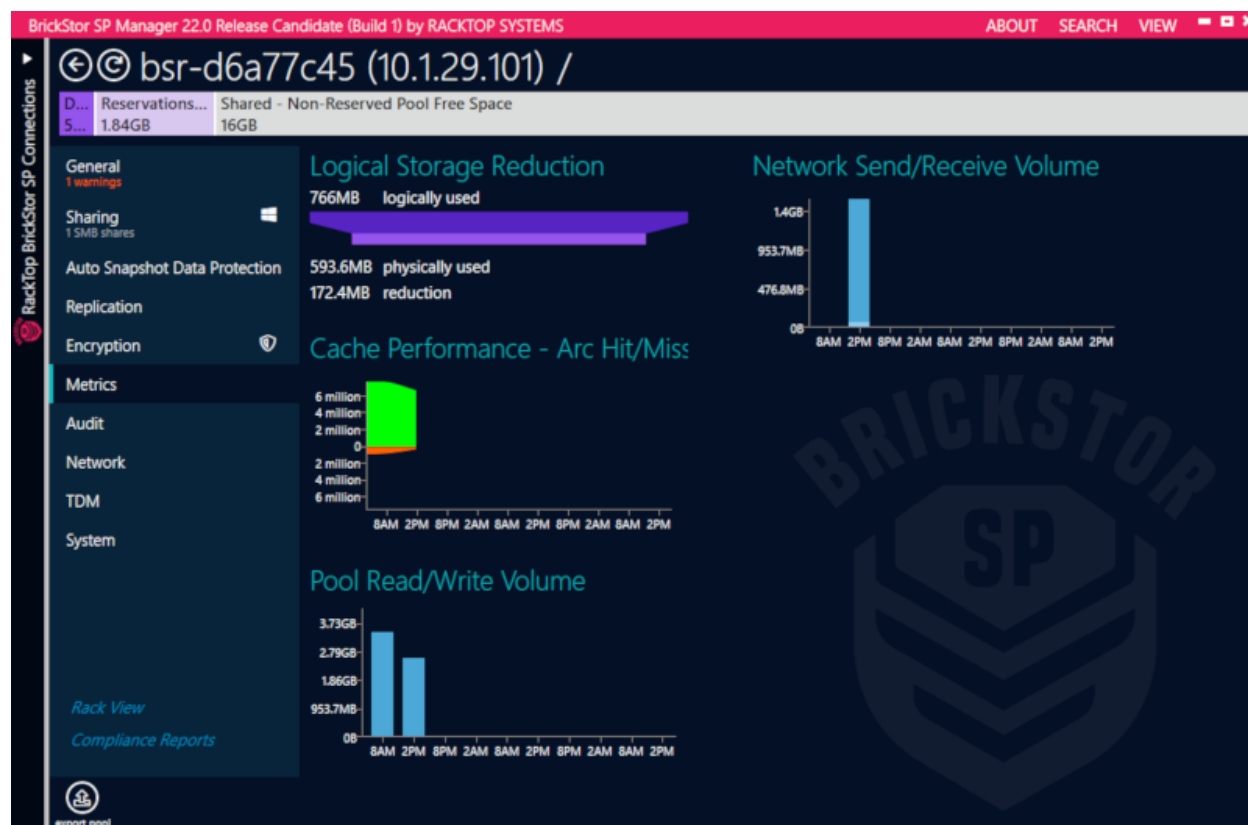 BrickStor SP Manager 22.0 Release Candidate (Build 1) by RACKTOP SYSTEMS
ABOUT SEARCH VIEW
RackTop BrickStor SP Connections
bsr-d6a77c45 (10.1.29.101) /
D... Reservations... Shared - Non-Reserved Pool Free Space
5... 1.84GB 16GB
General
1 warnings
Sharing
1 SMB shares
Auto Snapshot Data Protection
Replication
Encryption
Metrics
Audit
Network
TDM
System
Rack View
Compliance Reports
export pool
Logical Storage Reduction
766MB logically used
593.6MB physically used
172.4MB reduction
Cache Performance - Arc Hit/Miss
6 million
4 million
2 million
0
2 million
4 million
6 million
8AM 2PM 8PM 2AM 8AM 2PM 8PM 2AM 8AM 2PM
Pool Read/Write Volume
3.73GB
2.79GB
1.86GB
953.7MB
0B
8AM 2PM 8PM 2AM 8AM 2PM 8PM 2AM 8AM 2PM
Network Send/Receive Volume
1.4GB
953.7MB
476.8MB
0B
8AM 2PM 8PM 2AM 8AM 2PM 8PM 2AM 8AM 2PM
BRICKSTOR
SP